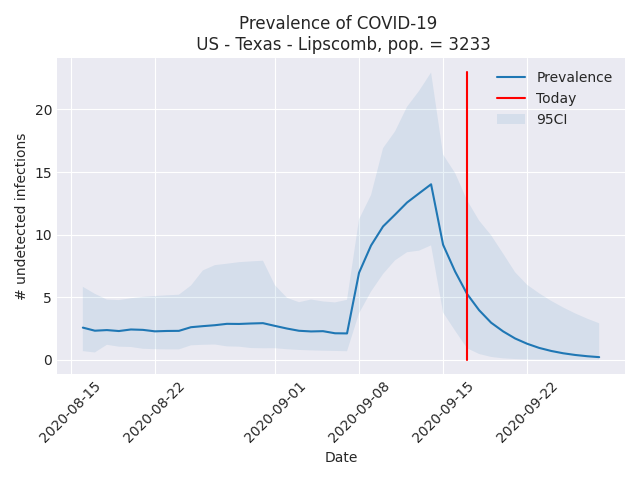 Prevalence of COVID-19
US - Texas - Lipscomb, pop. = 3233
Prevalence
Today
95CI
# undetected infections
20
15
10
5
0
2020-08-15
2020-08-22
2020-09-01
2020-09-08
2020-09-15
2020-09-22
Date